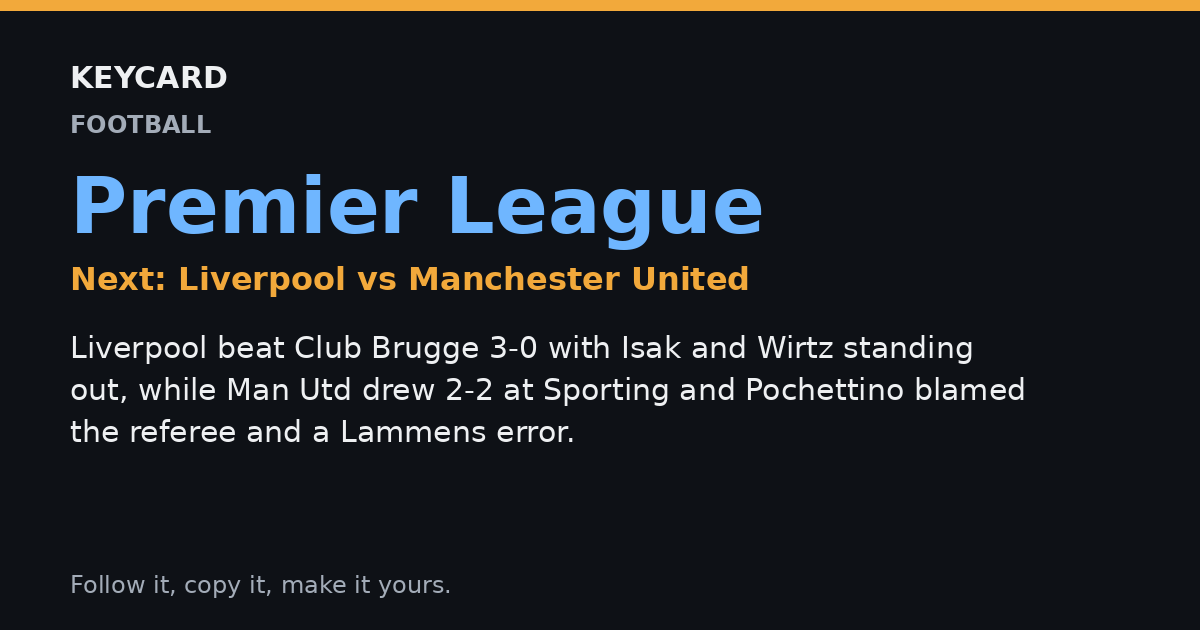 KEYCARD
FOOTBALL
Premier League
Next: Liverpool vs Manchester United
Liverpool beat Club Brugge 3-0 with Isak and Wirtz standing
out, while Man Utd drew 2-2 at Sporting and Pochettino blamed
the referee and a Lammens error.
Follow it, copy it, make it yours.